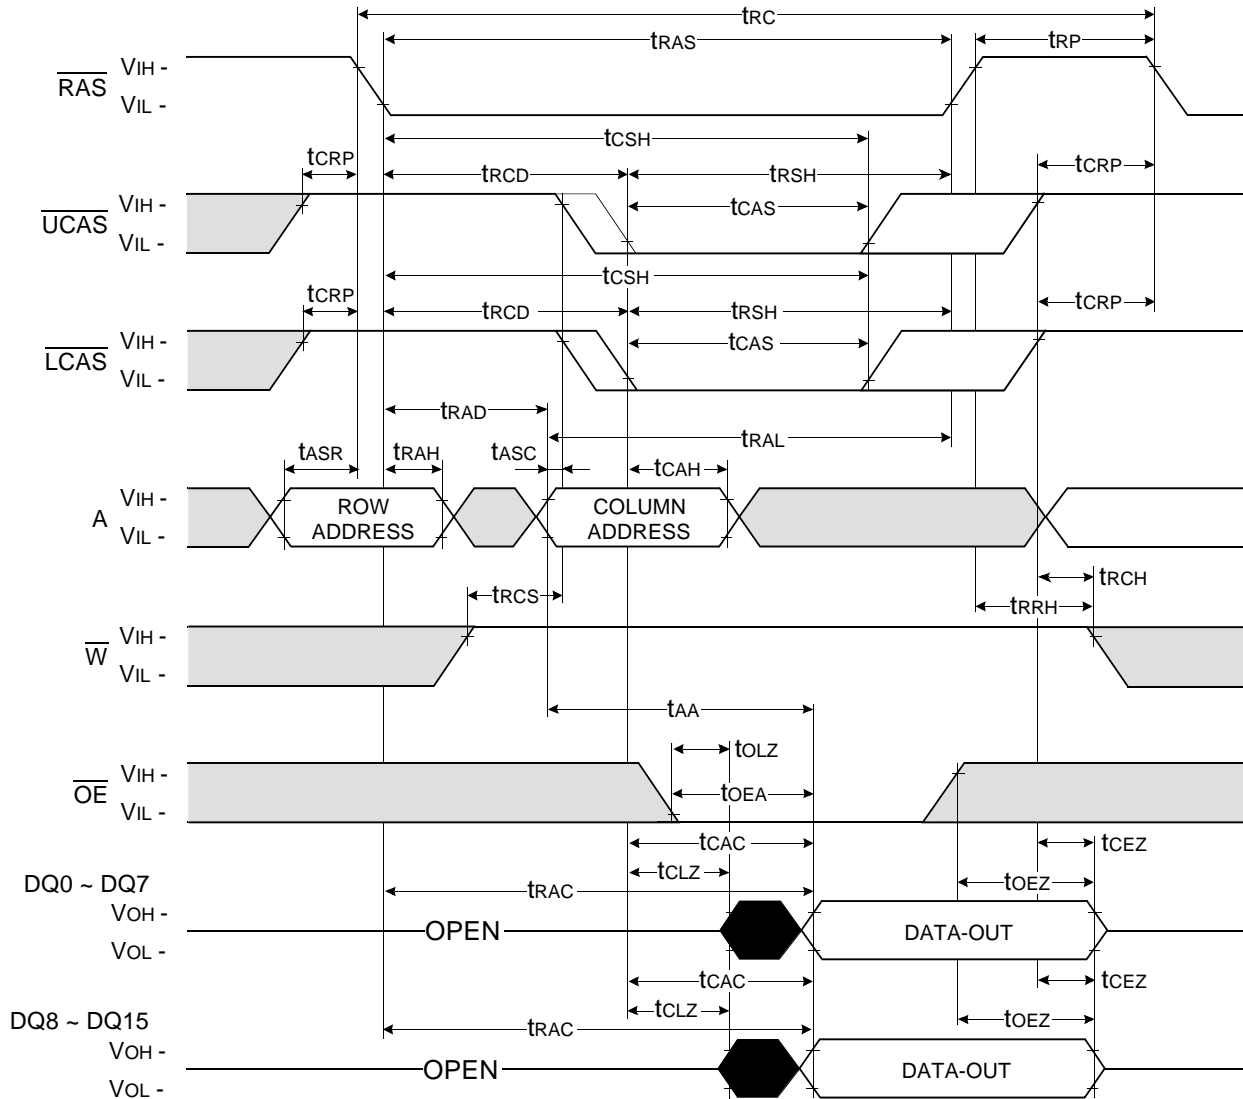 tRC
tRAS
tRP
RAS
VIH -
VIL -
tCSH
tCRP
tRCD
tRSH
tCRP
UCAS
VIH -
VIL -
tCAS
tCSH
tCRP
tRCD
tRSH
tCRP
LCAS
VIH -
VIL -
tCAS
tRAD
tRAL
tASR
tRAH
tASC
tCAH
A
VIH -
VIL -
ROW
ADDRESS
COLUMN
ADDRESS
tRCS
tRCH
tRRH
W
VIH -
VIL -
tAA
tOLZ
OE
VIH -
VIL -
tOEA
tCAC
tCEZ
tCLZ
tOEZ
DQ0 ~ DQ7
tRAC
VOH -
VOL -
OPEN
DATA-OUT
tCAC
tCEZ
tCLZ
tOEZ
DQ8 ~ DQ15
tRAC
VOH -
VOL -
OPEN
DATA-OUT